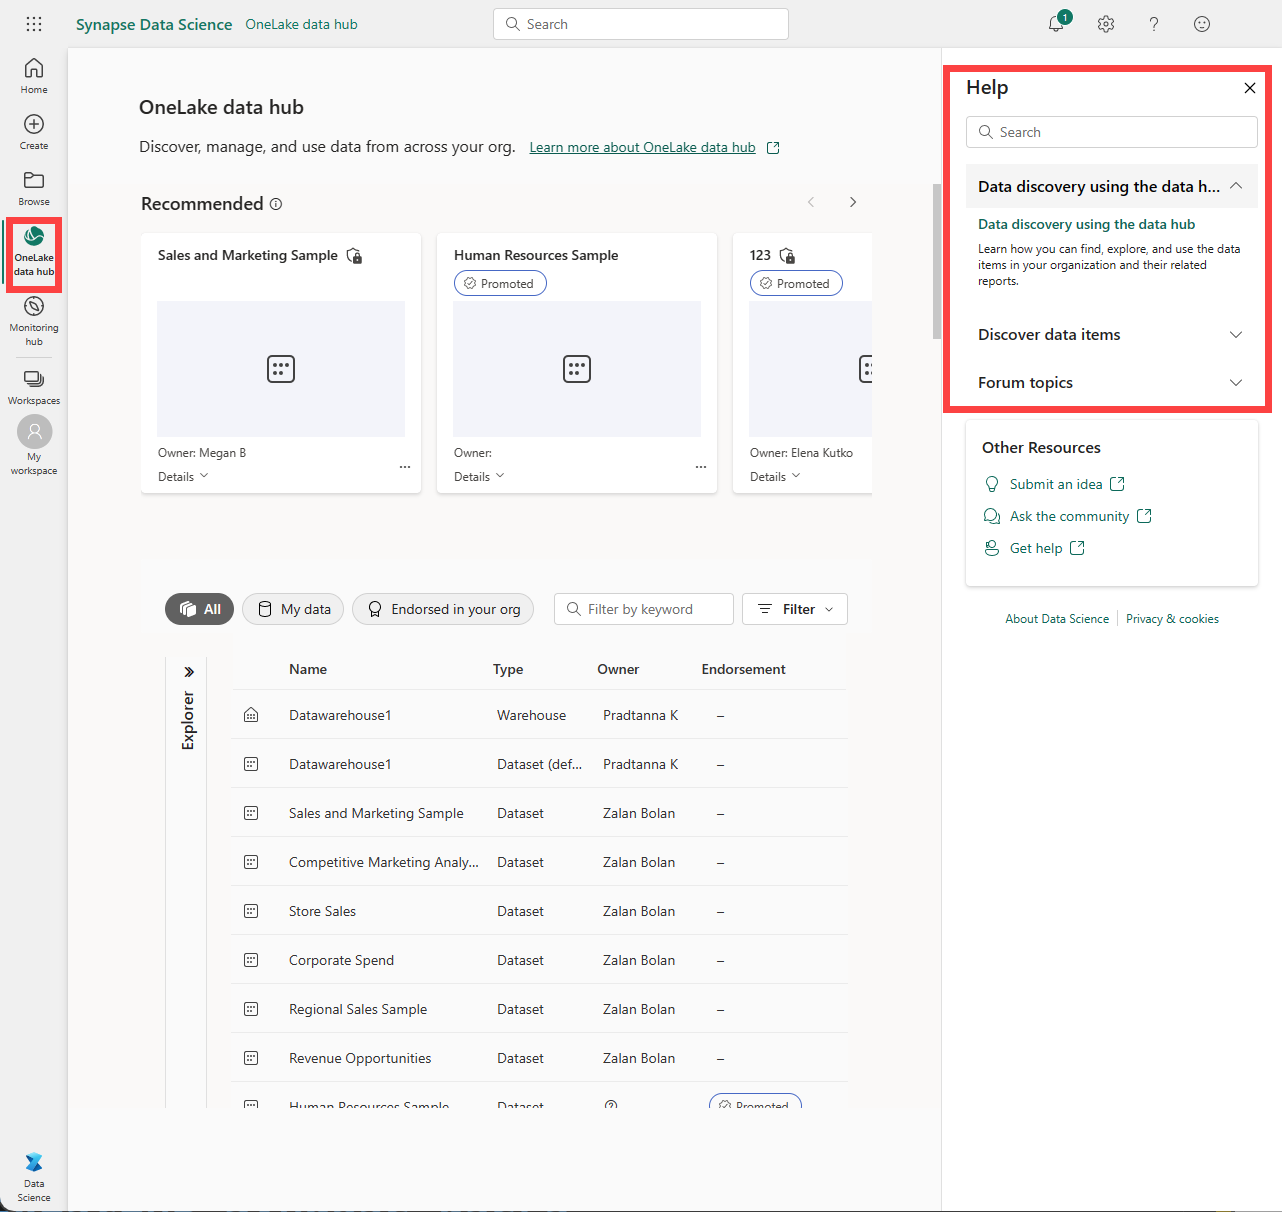 Synapse Data Science OneLake data hub
Search
1
Home
Create
Browse
OneLake
data hub
Monitoring
hub
Workspaces
My
workspace
Data
Science
OneLake data hub
Discover, manage, and use data from across your org. Learn more about OneLake data hub
Recommended
Sales and Marketing Sample
Owner: Megan B
Details
Human Resources Sample
Promoted
Owner:
Details
123
Promoted
Owner: Elena Kutko
Details
All My data Endorsed in your org Filter by keyword Filter
Explorer
Name Type Owner Endorsement
Datawarehouse1 Warehouse Pradtanna K –
Datawarehouse1 Dataset (def... Pradtanna K –
Sales and Marketing Sample Dataset Zalan Bolan –
Competitive Marketing Analy... Dataset Zalan Bolan –
Store Sales Dataset Zalan Bolan –
Corporate Spend Dataset Zalan Bolan –
Regional Sales Sample Dataset Zalan Bolan –
Revenue Opportunities Dataset Zalan Bolan –
Human Resources Sample Dataset Promoted
Help
Search
Data discovery using the data h...
Data discovery using the data hub
Learn how you can find, explore, and use the data
items in your organization and their related
reports.
Discover data items
Forum topics
Other Resources
Submit an idea
Ask the community
Get help
About Data Science Privacy & cookies